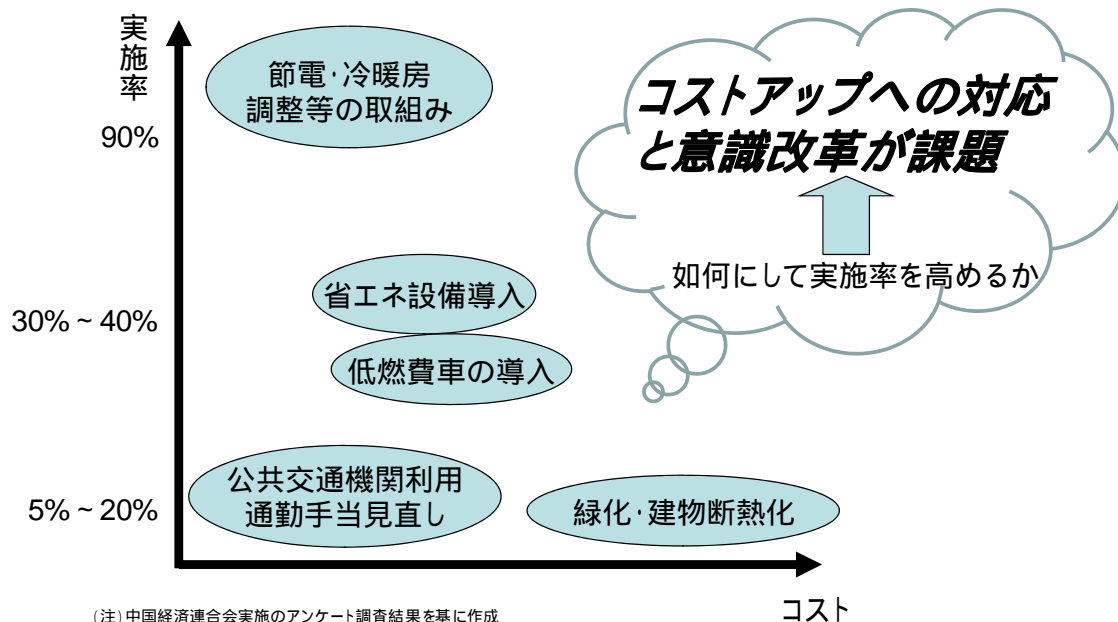 実施率
節電・冷暖房
調整等の取組み
90%
コストアップへの対応
と意識改革が課題
如何にして実施率を高めるか
省エネ設備導入
30%~40%
低燃費車の導入
公共交通機関利用
通勤手当見直し
5%~20%
緑化・建物断熱化
コスト
(注)中国経済連合会実施のアンケート調査結果を基に作成